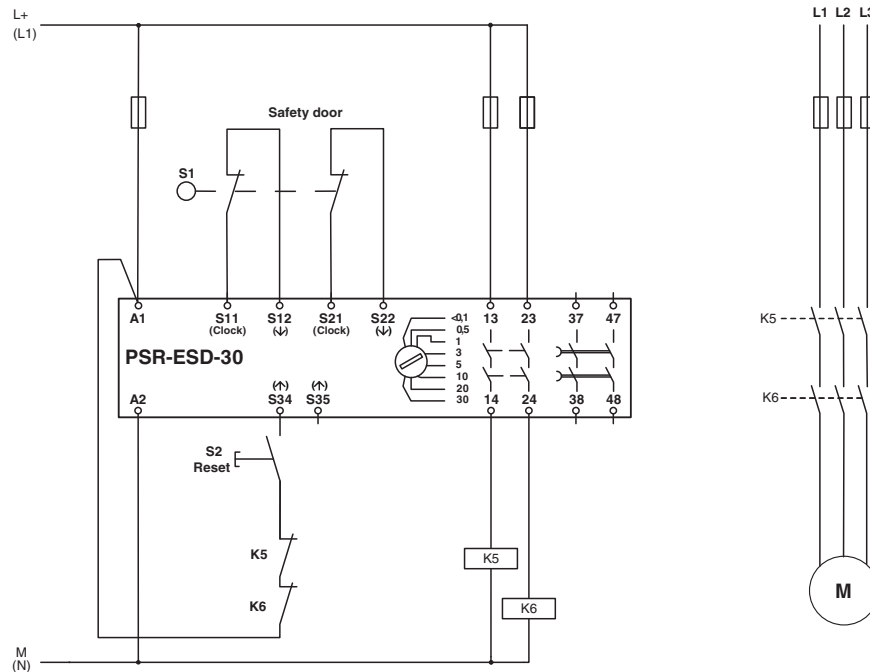 L+
(L1)
L1 L2 L3
Safety door
S1
A1 S11 S12 S21 S22 13 23 37 47
(Clock) (↓) (Clock) (↓)
<0,1
0,5
1
3
5
10
20
30
PSR-ESD-30
(↑) (↑)
A2 S34 S35 14 24 38 48
K5
K6
S2
Reset
K5
K6
K5
K6
M
M
(N)